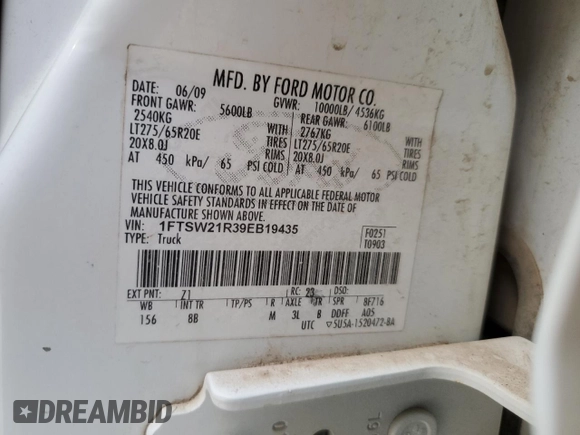 MFD. BY FORD MOTOR CO.
DATE: 06/09 GVWR: 10000LB/ 4536KG
FRONT GAWR: 5600LB REAR GAWR: 6100LB
2540KG WITH 2767KG WITH
LT275/65R20E TIRES LT275/65R20E TIRES
20X8.0J RIMS 20X8.0J RIMS
AT 450 kPa/ 65 PSI COLD AT 450 kPa/ 65 PSI COLD
THIS VEHICLE CONFORMS TO ALL APPLICABLE FEDERAL MOTOR
VEHICLE SAFETY STANDARDS IN EFFECT ON THE DATE OF
MANUFACTURE SHOWN ABOVE.
VIN: 1FTSW21R39EB19435 F0251
TYPE: Truck T0903
EXT PNT: Z1 RC: 23 DSO:
WB INT TR TP/PS R AXLE TR SPR 8F716
156 8B M 3L B DDFF A05
UTC ▽5U5A-1520472-BA
DREAMBID